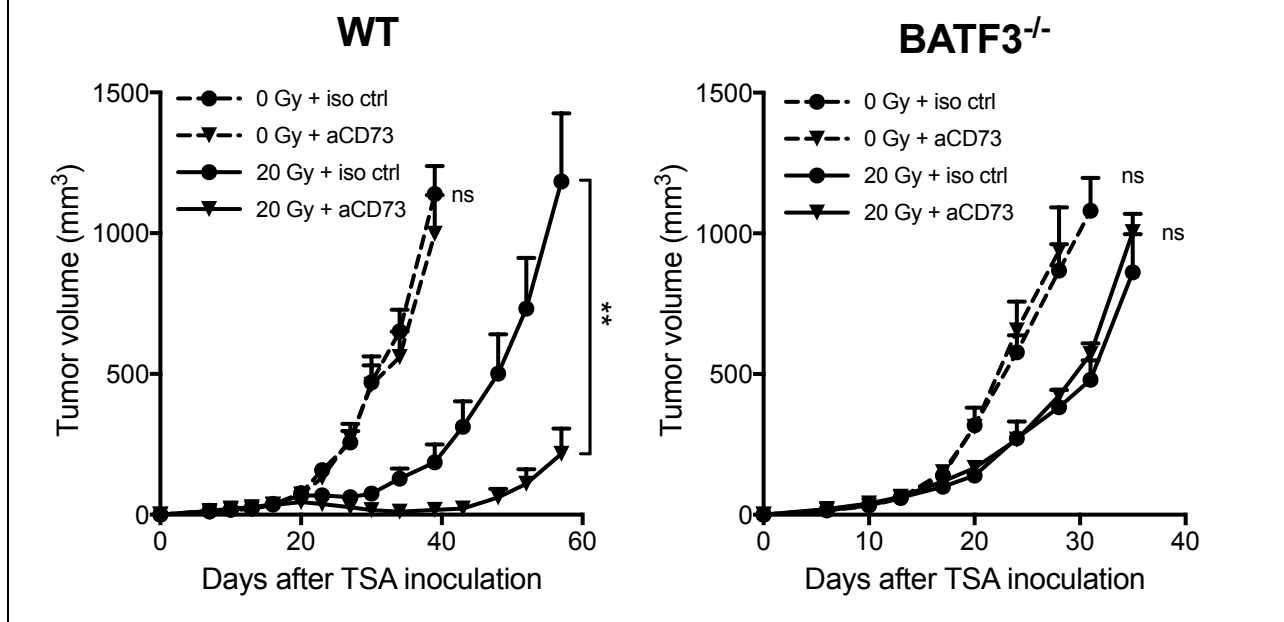 WT
1500
1000
500
0
Tumor volume (mm³)
0 Gy + iso ctrl
0 Gy + aCD73
20 Gy + iso ctrl
20 Gy + aCD73
ns
**
0 20 40 60
Days after TSA inoculation
BATF3-/-
1500
1000
500
0
Tumor volume (mm³)
0 Gy + iso ctrl
0 Gy + aCD73
20 Gy + iso ctrl
20 Gy + aCD73
ns
ns
0 10 20 30 40
Days after TSA inoculation